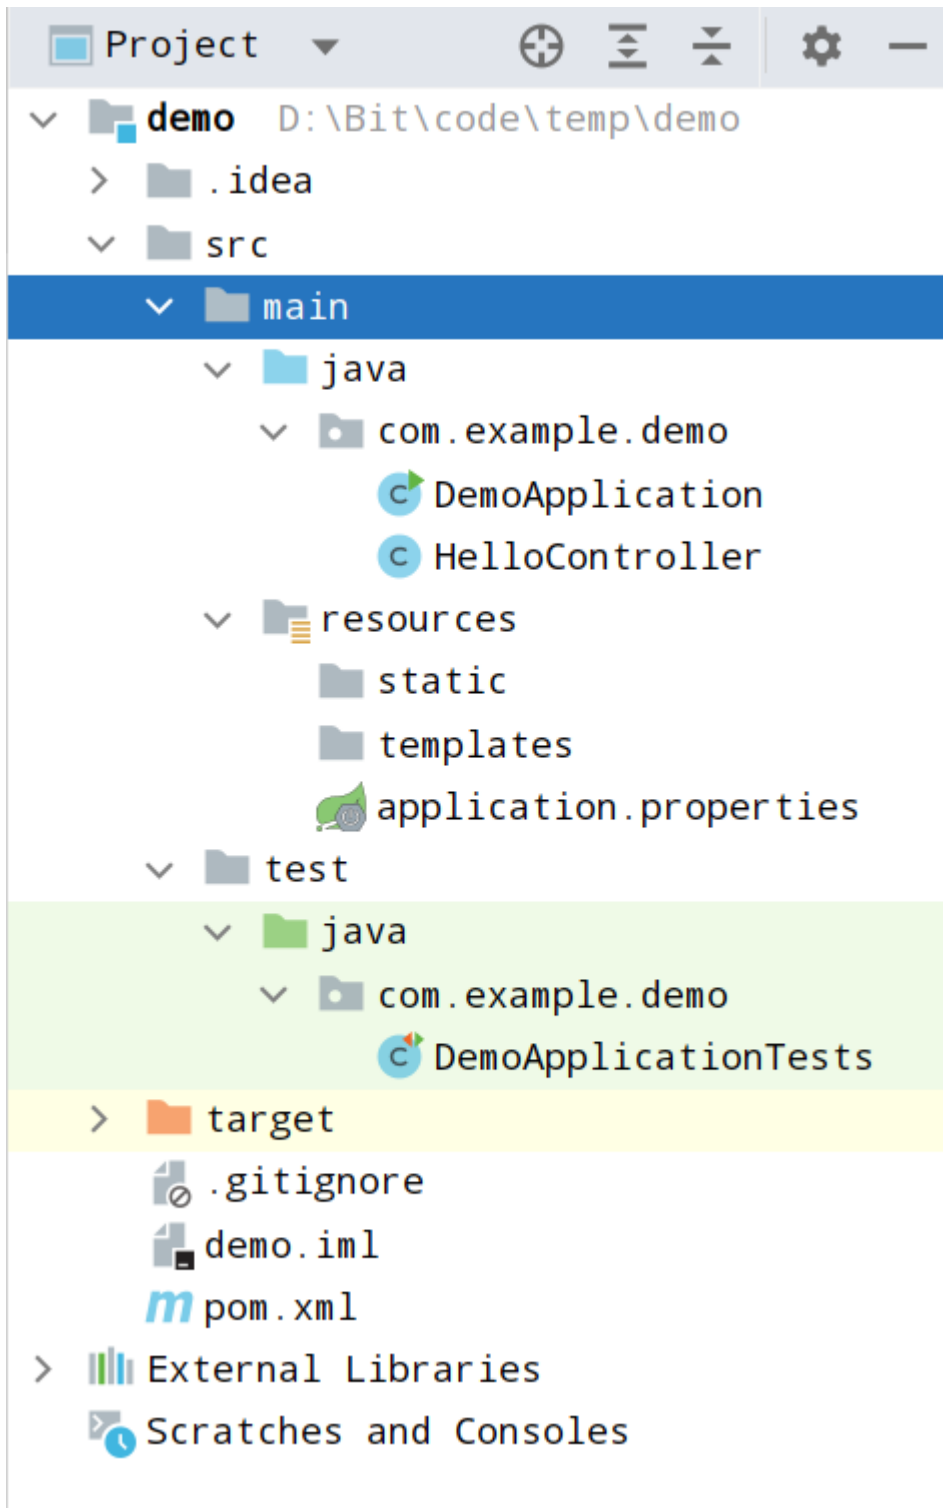 Project
demo D:\Bit\code\temp\demo
.idea
src
main
java
com.example.demo
DemoApplication
HelloController
resources
static
templates
application.properties
test
java
com.example.demo
DemoApplicationTests
target
.gitignore
demo.iml
pom.xml
External Libraries
Scratches and Consoles